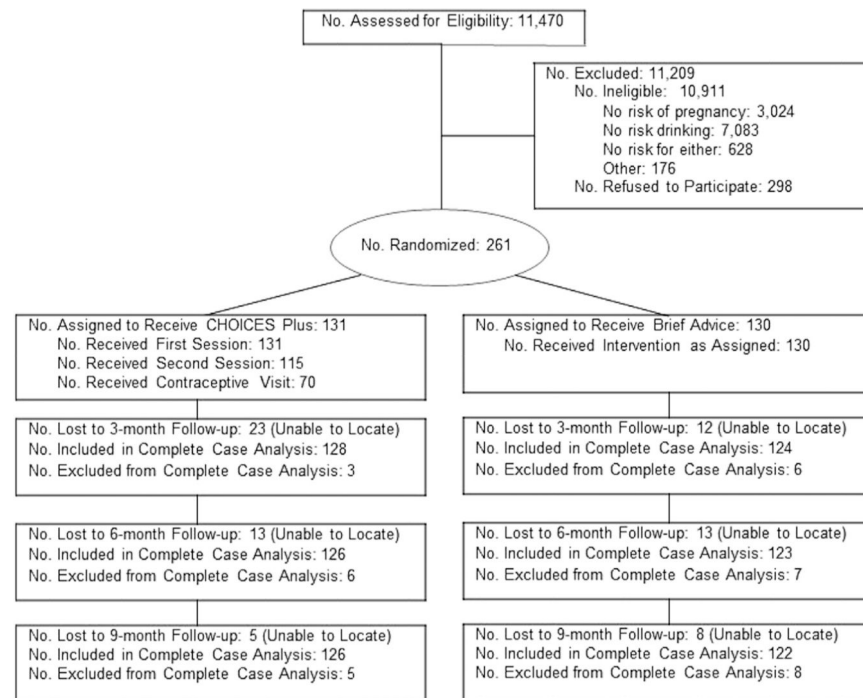 No. Assessed for Eligibility: 11,470
No. Excluded: 11,209
No. Ineligible: 10,911
No risk of pregnancy: 3,024
No risk drinking: 7,083
No risk for either: 628
Other: 176
No. Refused to Participate: 298
No. Randomized: 261
No. Assigned to Receive CHOICES Plus: 131
No. Received First Session: 131
No. Received Second Session: 115
No. Received Contraceptive Visit: 70
No. Assigned to Receive Brief Advice: 130
No. Received Intervention as Assigned: 130
No. Lost to 3-month Follow-up: 23 (Unable to Locate)
No. Included in Complete Case Analysis: 128
No. Excluded from Complete Case Analysis: 3
No. Lost to 3-month Follow-up: 12 (Unable to Locate)
No. Included in Complete Case Analysis: 124
No. Excluded from Complete Case Analysis: 6
No. Lost to 6-month Follow-up: 13 (Unable to Locate)
No. Included in Complete Case Analysis: 126
No. Excluded from Complete Case Analysis: 6
No. Lost to 6-month Follow-up: 13 (Unable to Locate)
No. Included in Complete Case Analysis: 123
No. Excluded from Complete Case Analysis: 7
No. Lost to 9-month Follow-up: 5 (Unable to Locate)
No. Included in Complete Case Analysis: 126
No. Excluded from Complete Case Analysis: 5
No. Lost to 9-month Follow-up: 8 (Unable to Locate)
No. Included in Complete Case Analysis: 122
No. Excluded from Complete Case Analysis: 8